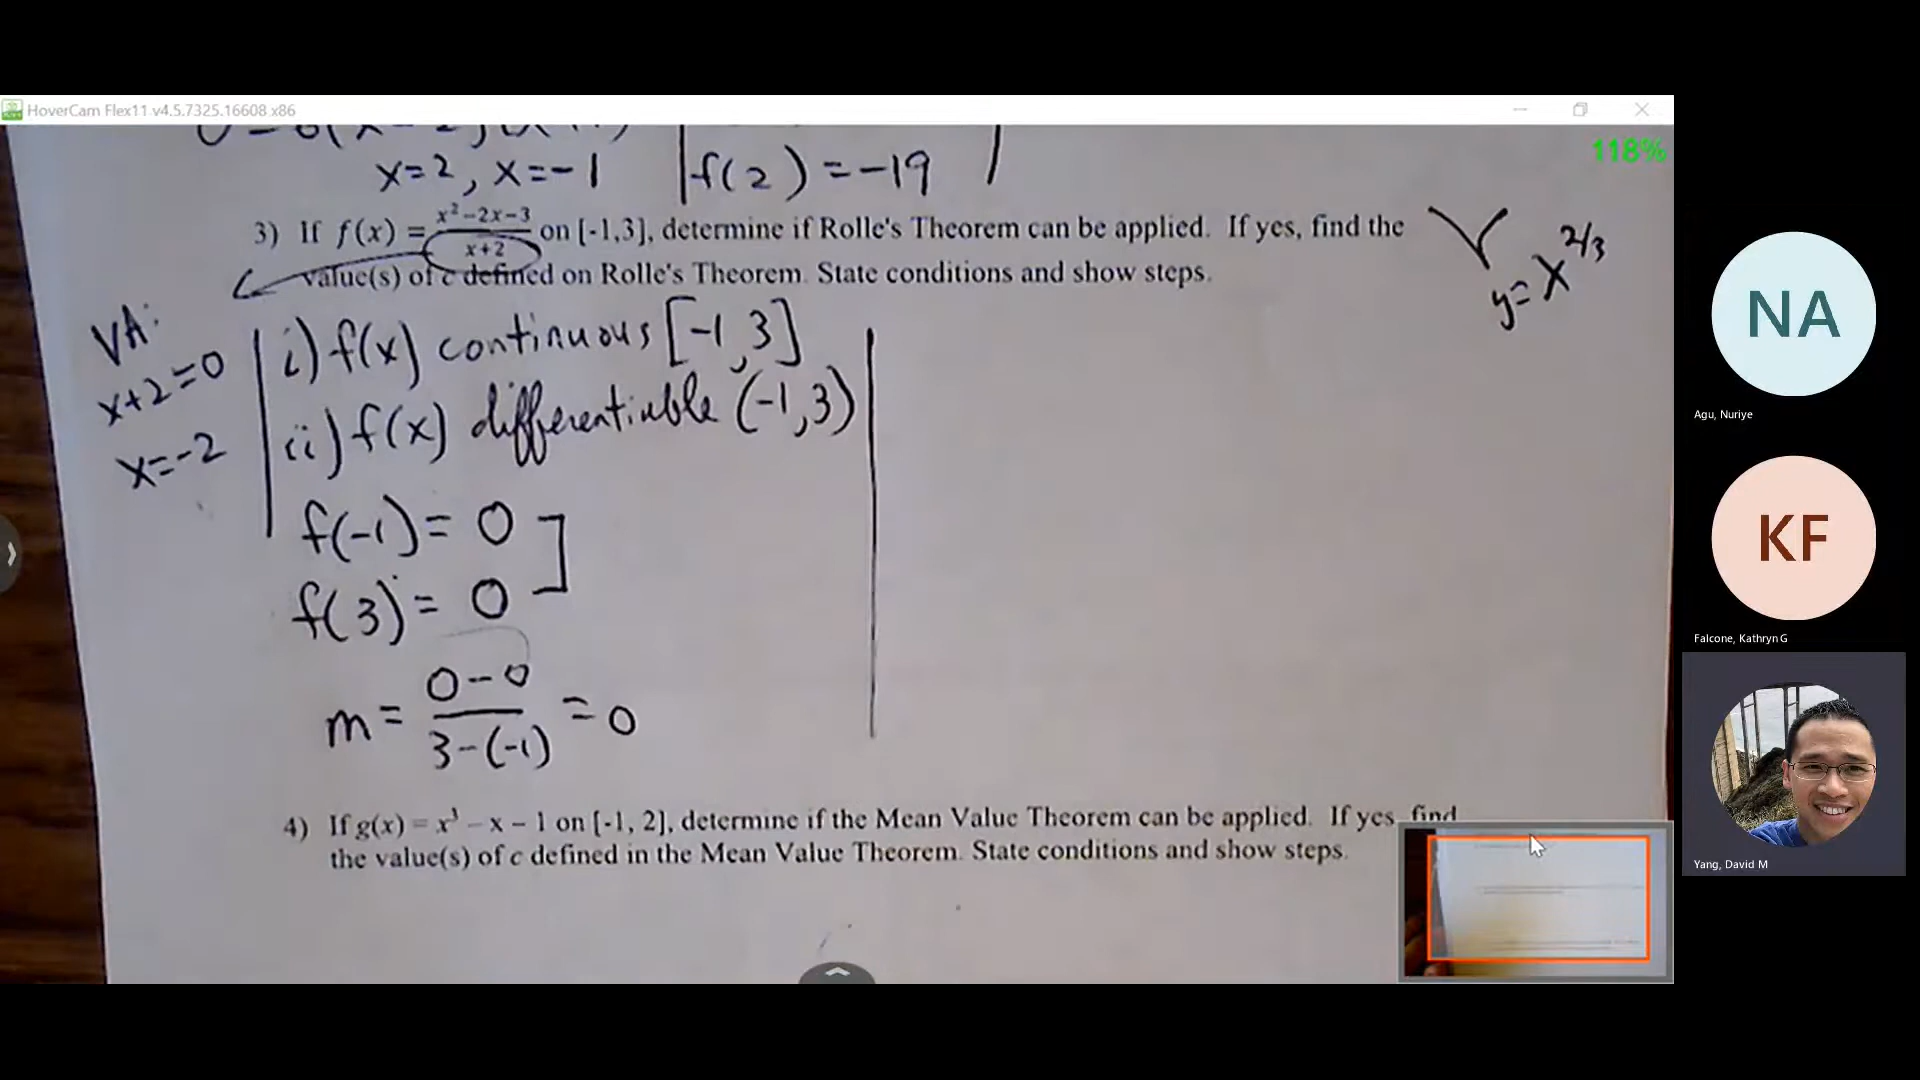 HoverCam Flex11 v4.5.7325.16608 x86
118%
x=2, x=-1
f(2)=-19
3) If f(x) = x²-2x-3 / x+2 on [-1,3], determine if Rolle's Theorem can be applied. If yes, find the
value(s) of c defined on Rolle's Theorem. State conditions and show steps.
y=x^2/3
VA:
x+2=0
x=-2
i) f(x) continuous [-1,3]
ii) f(x) differentiable (-1,3)
f(-1)= 0
f(3)= 0
m= 0-0 / 3-(-1) =0
4) If g(x) = x³ – x – 1 on [-1, 2], determine if the Mean Value Theorem can be applied. If yes, find
the value(s) of c defined in the Mean Value Theorem. State conditions and show steps.
NA
Agu, Nuriye
KF
Falcone, Kathryn G
Yang, David M